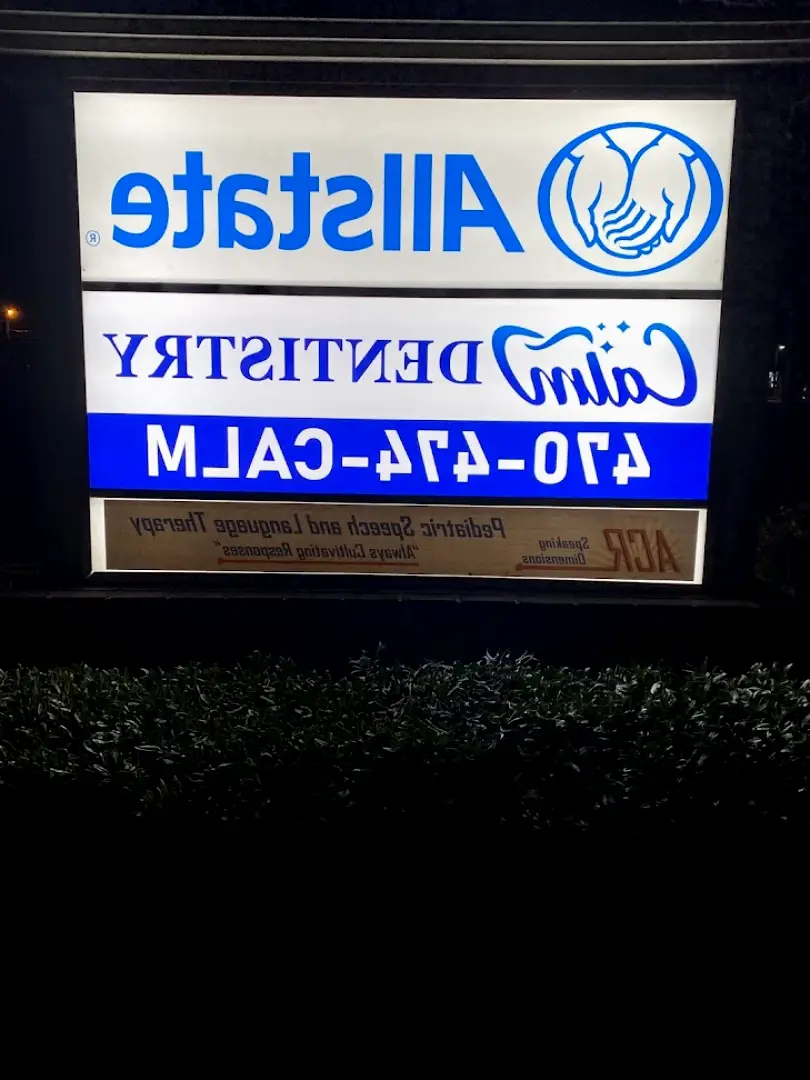 Allstate®
Calm DENTISTRY
470-474-CALM
ACR Speaking Dimensions
Pediatric Speech and Language Therapy
"Always Cultivating Responses"